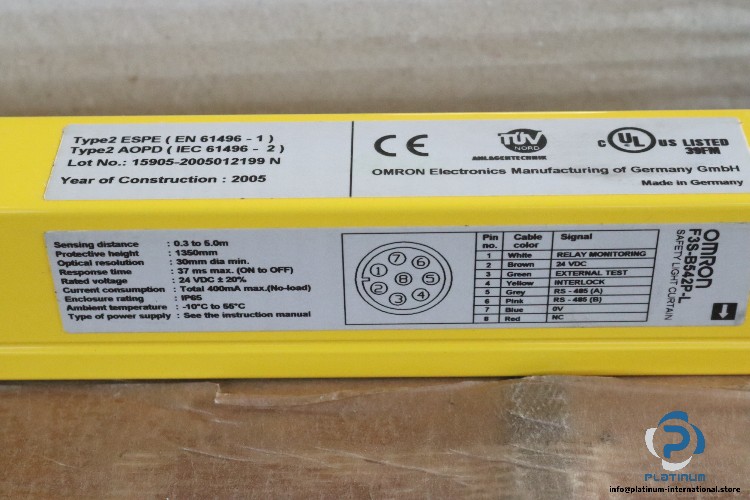 Type2 ESPE ( EN 61496 - 1 )
Type2 AOPD ( IEC 61496 - 2 )
Lot No.: 15905-2005012199 N
Year of Construction : 2005
CE
TÜV
NORD
ANLAGENTECHNIK
C UL US LISTED
39FM
OMRON Electronics Manufacturing of Germany GmbH
Made in Germany
Sensing distance : 0.3 to 5.0m
Protective height : 1350mm
Optical resolution : 30mm dia min.
Response time : 37 ms max. (ON to OFF)
Rated voltage : 24 VDC ± 20%
Current consumption : Total 400mA max.(No-load)
Enclosure rating : IP65
Ambient temperature : -10°C to 55°C
Type of power supply : See the instruction manual
7 1 6 8 5 2 3 4
Pin no. Cable color Signal
1 White RELAY MONITORING
2 Brown 24 VDC
3 Green EXTERNAL TEST
4 Yellow INTERLOCK
5 Grey RS - 485 (A)
6 Pink RS - 485 (B)
7 Blue 0V
8 Red NC
OMRON
F3S-B542P-L
SAFETY LIGHT CURTAIN
PLATINUM
info@platinum-international.store